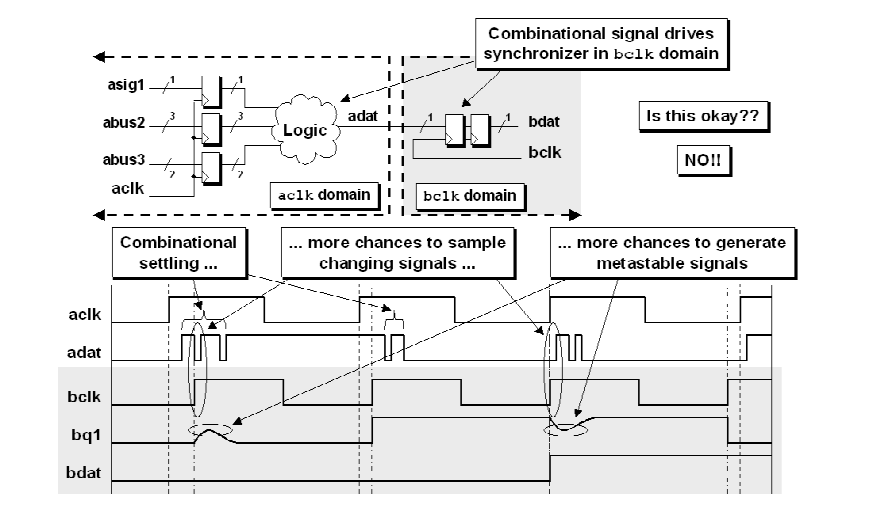 Combinational signal drives
synchronizer in bclk domain
asig1
1
1
abus2
3
3
Logic
adat
1
1
bdat
abus3
2
2
bclk
aclk
aclk domain
bclk domain
Is this okay??
NO!!
Combinational
settling ...
... more chances to sample
changing signals ...
... more chances to generate
metastable signals
aclk
adat
bclk
bq1
bdat